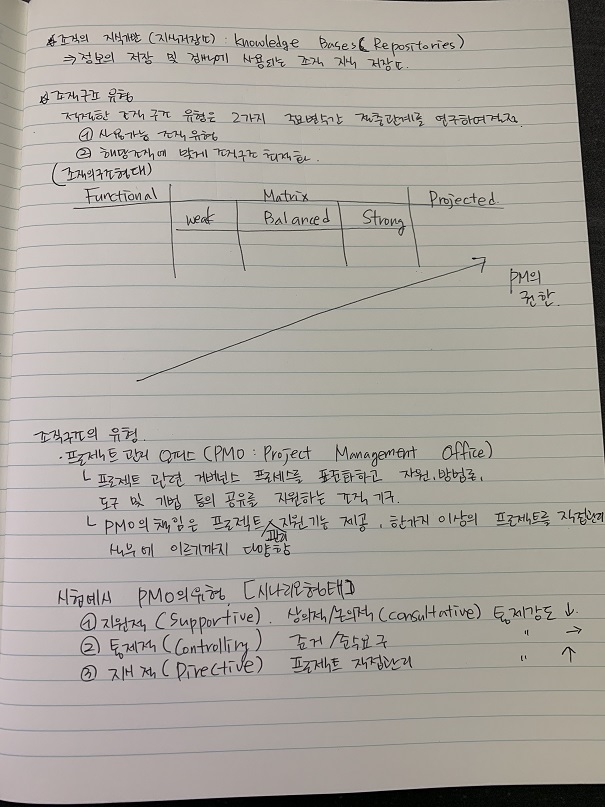 * 조직의 지식기반 (지식저장소) : Knowledge Bases (Repositories)
⇒ 정보의 저장 및 검색에 사용되는 조직 지식 저장소.
* 조직구조 유형
적절한 조직 구조 유형은 2가지 주요변수간 절충관계를 연구하여 결정
① 사용가능 조직유형
② 해당조직에 맞게 조직구조 최적화.
(조직의구조형태)
Functional Matrix Projected
weak Balanced Strong
PM의
권한
조직구조의 유형.
· 프로젝트 관리 오피스 (PMO : Project Management Office)
└ 프로젝트 관련 거버넌스 프로세스를 표준화하고 자원, 방법론,
도구 및 기법 등의 공유를 지원하는 조직 기구.
└ PMO의 책임은 프로젝트 관리 지원기능 제공, 한가지 이상의 프로젝트를 직접관리
업무에 이르기까지 다양함
시험에서 PMO의유형. [시나리오형태]
① 지원적 (Supportive). 상의적/논의적 (consultative) 통제강도 ↓.
② 통제적 (Controlling) 준거/준수요구 " →
③ 지시적 (Directive) 프로젝트 직접관리 " ↑